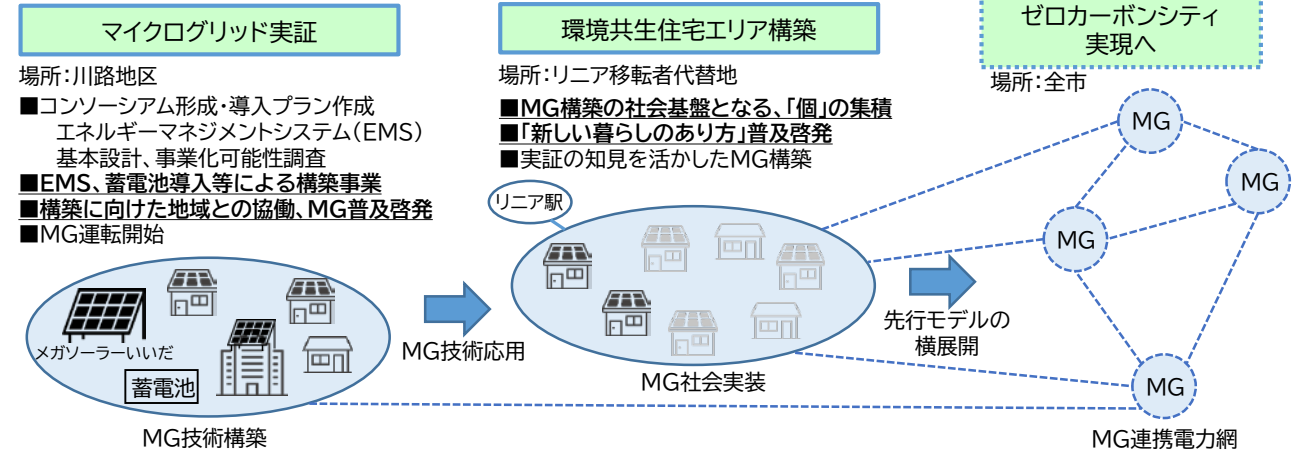 マイクログリッド実証
場所：川路地区
■コンソーシアム形成・導入プラン作成
エネルギーマネジメントシステム（EMS）
基本設計、事業化可能性調査
■EMS、蓄電池導入等による構築事業
■構築に向けた地域との協働、MG普及啓発
■MG運転開始
メガソーラーいいだ
蓄電池
MG技術構築
MG技術応用
環境共生住宅エリア構築
場所：リニア移転者代替地
■MG構築の社会基盤となる、「個」の集積
■「新しい暮らしのあり方」普及啓発
■実証の知見を活かしたMG構築
リニア駅
MG社会実装
先行モデルの
横展開
ゼロカーボンシティ
実現へ
場所：全市
MG
MG
MG
MG
MG連携電力網